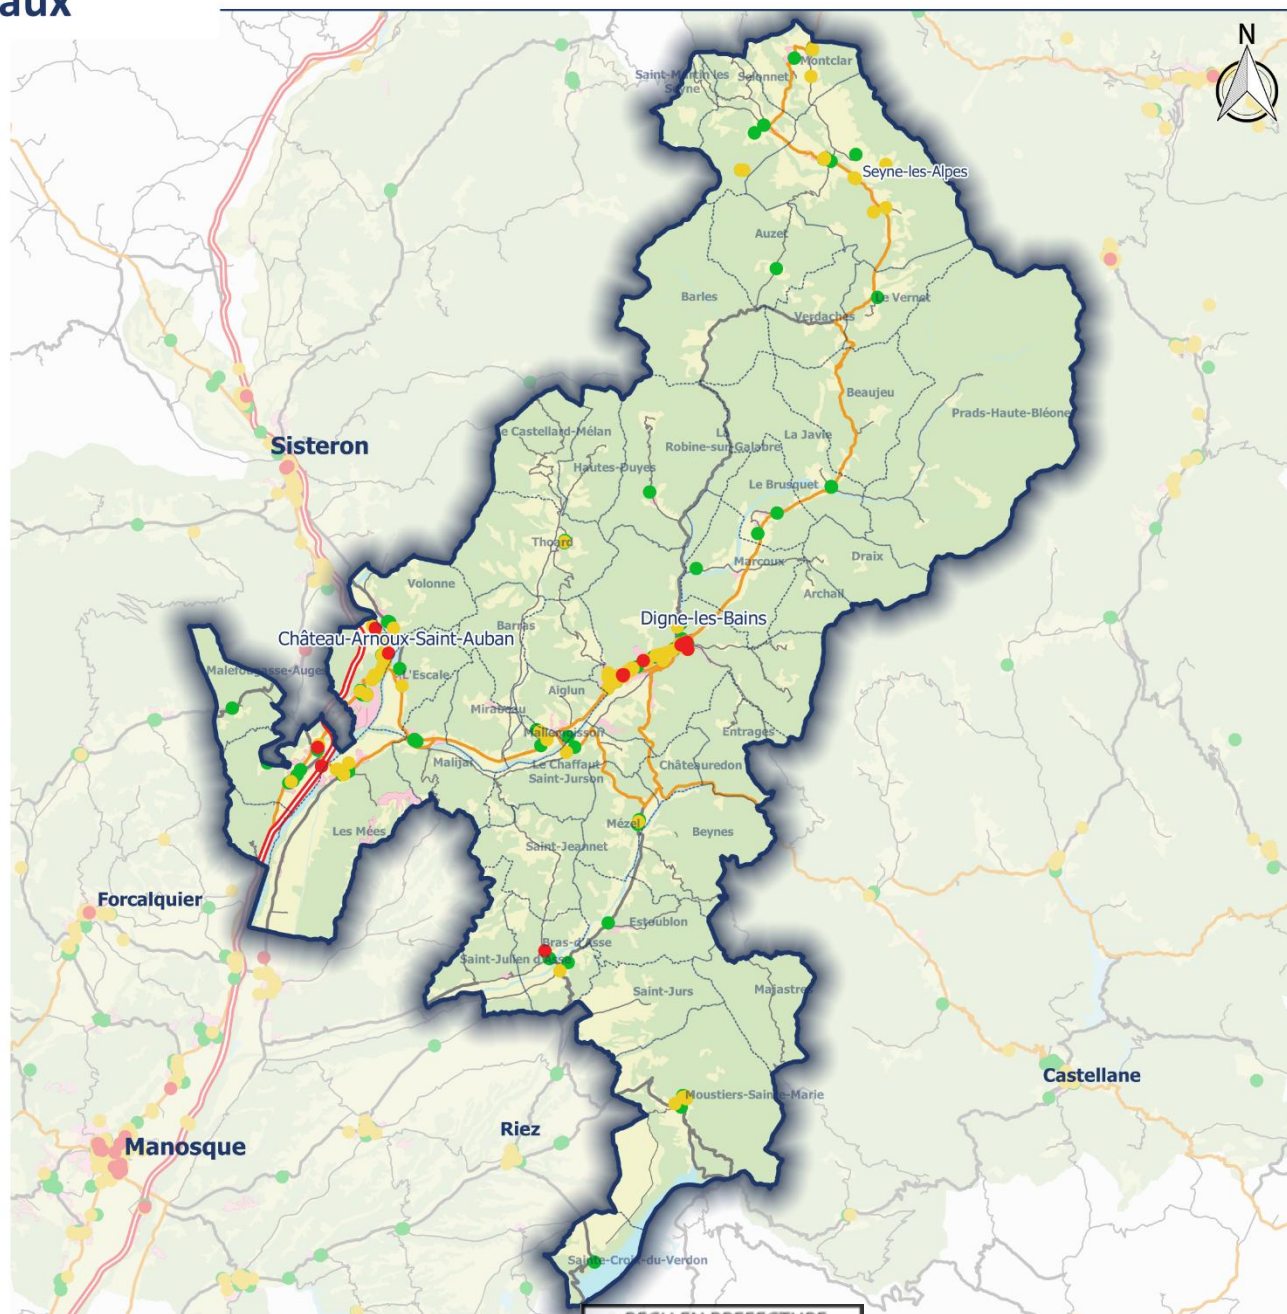 aux
N
Saint-Martin les
Seyne
Selonnet
Montclar
Seyne-les-Alpes
Auzet
Barles
Le Vernet
Verdaches
Beaujeu
Prads-Haute-Bléone
Le Castellard-Mélan
La
Robine-sur-Galabre
La Javie
Sisteron
Hautes-Duyes
Le Brusquet
Thoard
Draix
Marcoux
Volonne
Archail
Barras
Digne-les-Bains
Château-Arnoux-Saint-Auban
Malefougasse-Auges
L'Escale
Aiglun
Mirabeau
Mallemoisson
Entrages
Malijai
Le Chaffaut
Saint-Jurson
Châteauredon
Les Mées
Mézel
Beynes
Saint-Jeannet
Forcalquier
Estoublon
Bras-d'Asse
Saint-Julien d'Asse
Saint-Jurs
Majastres
Castellane
Moustiers-Sainte-Marie
Riez
Manosque
Sainte-Croix-du-Verdon